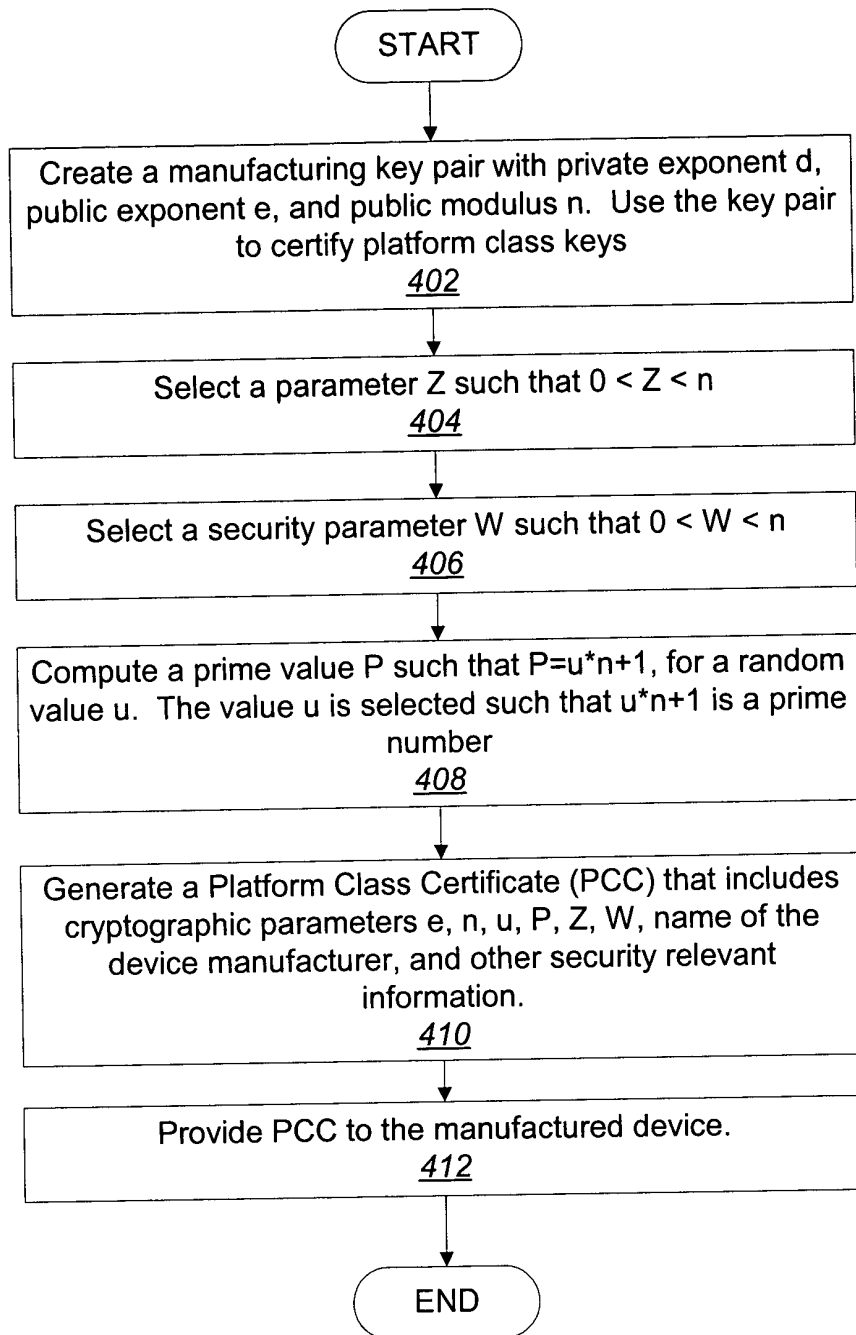 START
Create a manufacturing key pair with private exponent d,
public exponent e, and public modulus n.  Use the key pair
to certify platform class keys
402
Select a parameter Z such that 0 < Z < n
404
Select a security parameter W such that 0 < W < n
406
Compute a prime value P such that P=u*n+1, for a random
value u.  The value u is selected such that u*n+1 is a prime
number
408
Generate a Platform Class Certificate (PCC) that includes
cryptographic parameters e, n, u, P, Z, W, name of the
device manufacturer, and other security relevant
information.
410
Provide PCC to the manufactured device.
412
END